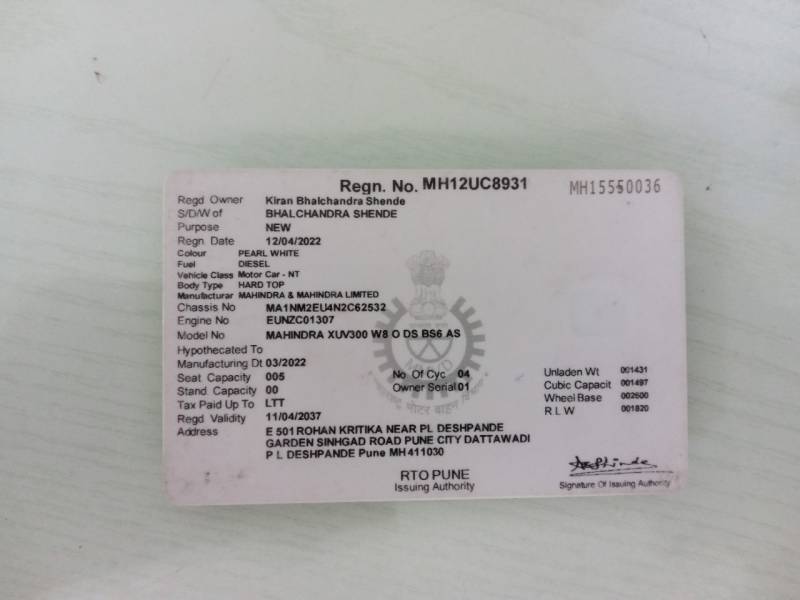 Regn. No. MH12UC8931 MH15550036
Regd Owner Kiran Bhalchandra Shende
S/D/W of BHALCHANDRA SHENDE
Purpose NEW
Regn Date 12/04/2022
Colour PEARL WHITE
Fuel DIESEL
Vehicle Class Motor Car - NT
Body Type HARD TOP
Manufacturar MAHINDRA & MAHINDRA LIMITED
Chassis No MA1NM2EU4N2C62532
Engine No EUNZC01307
Model No MAHINDRA XUV300 W8 O DS BS6 AS
Hypothecated To
Manufacturing Dt 03/2022
Seat Capacity 005 No Of Cyc 04 Unladen Wt 001431
Stand. Capacity 00 Owner Serial 01 Cubic Capacit 001497
Tax Paid Up To LTT Wheel Base 002600
Regd Validity 11/04/2037 R L W 001820
Address E 501 ROHAN KRITIKA NEAR PL DESHPANDE
GARDEN SINHGAD ROAD PUNE CITY DATTAWADI
P L DESHPANDE Pune MH 411030
RTO PUNE
Issuing Authority
Signature Of Issuing Authority